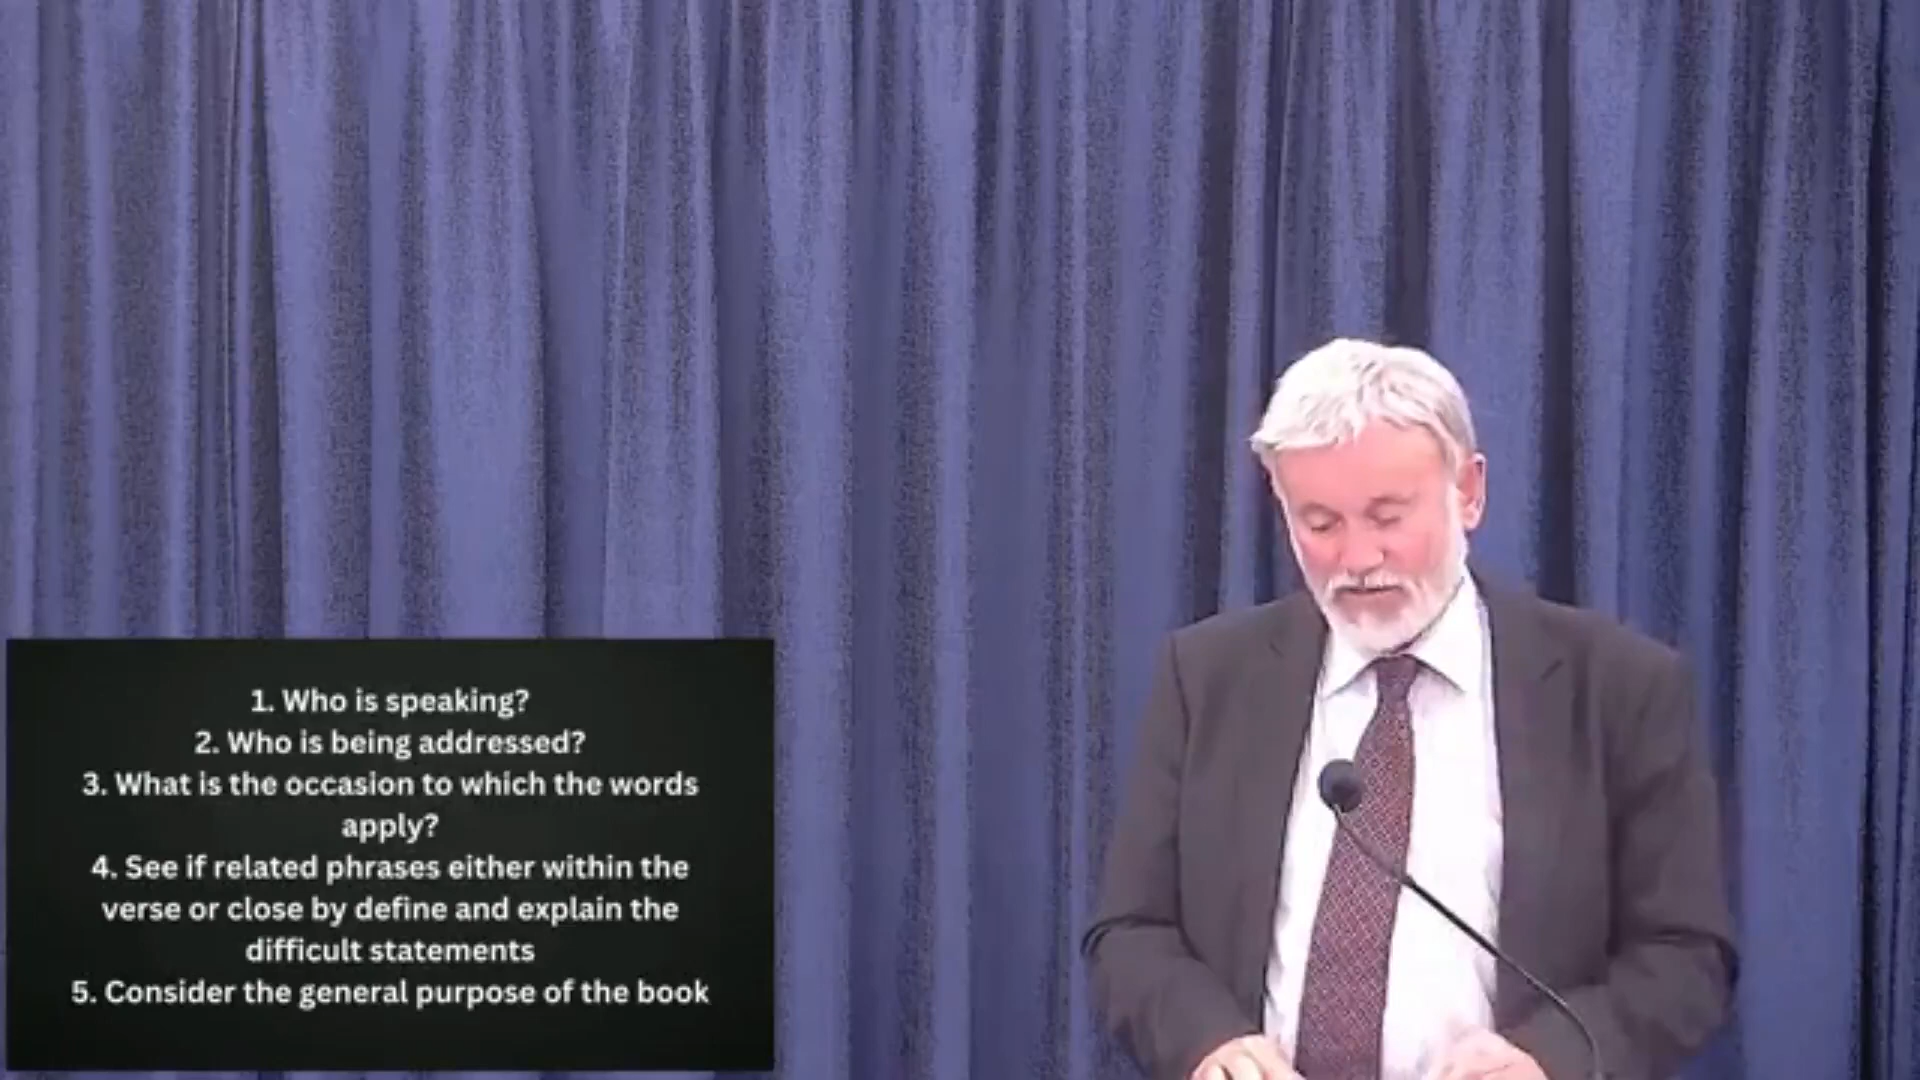 1. Who is speaking?
2. Who is being addressed?
3. What is the occasion to which the words
apply?
4. See if related phrases either within the
verse or close by define and explain the
difficult statements
5. Consider the general purpose of the book